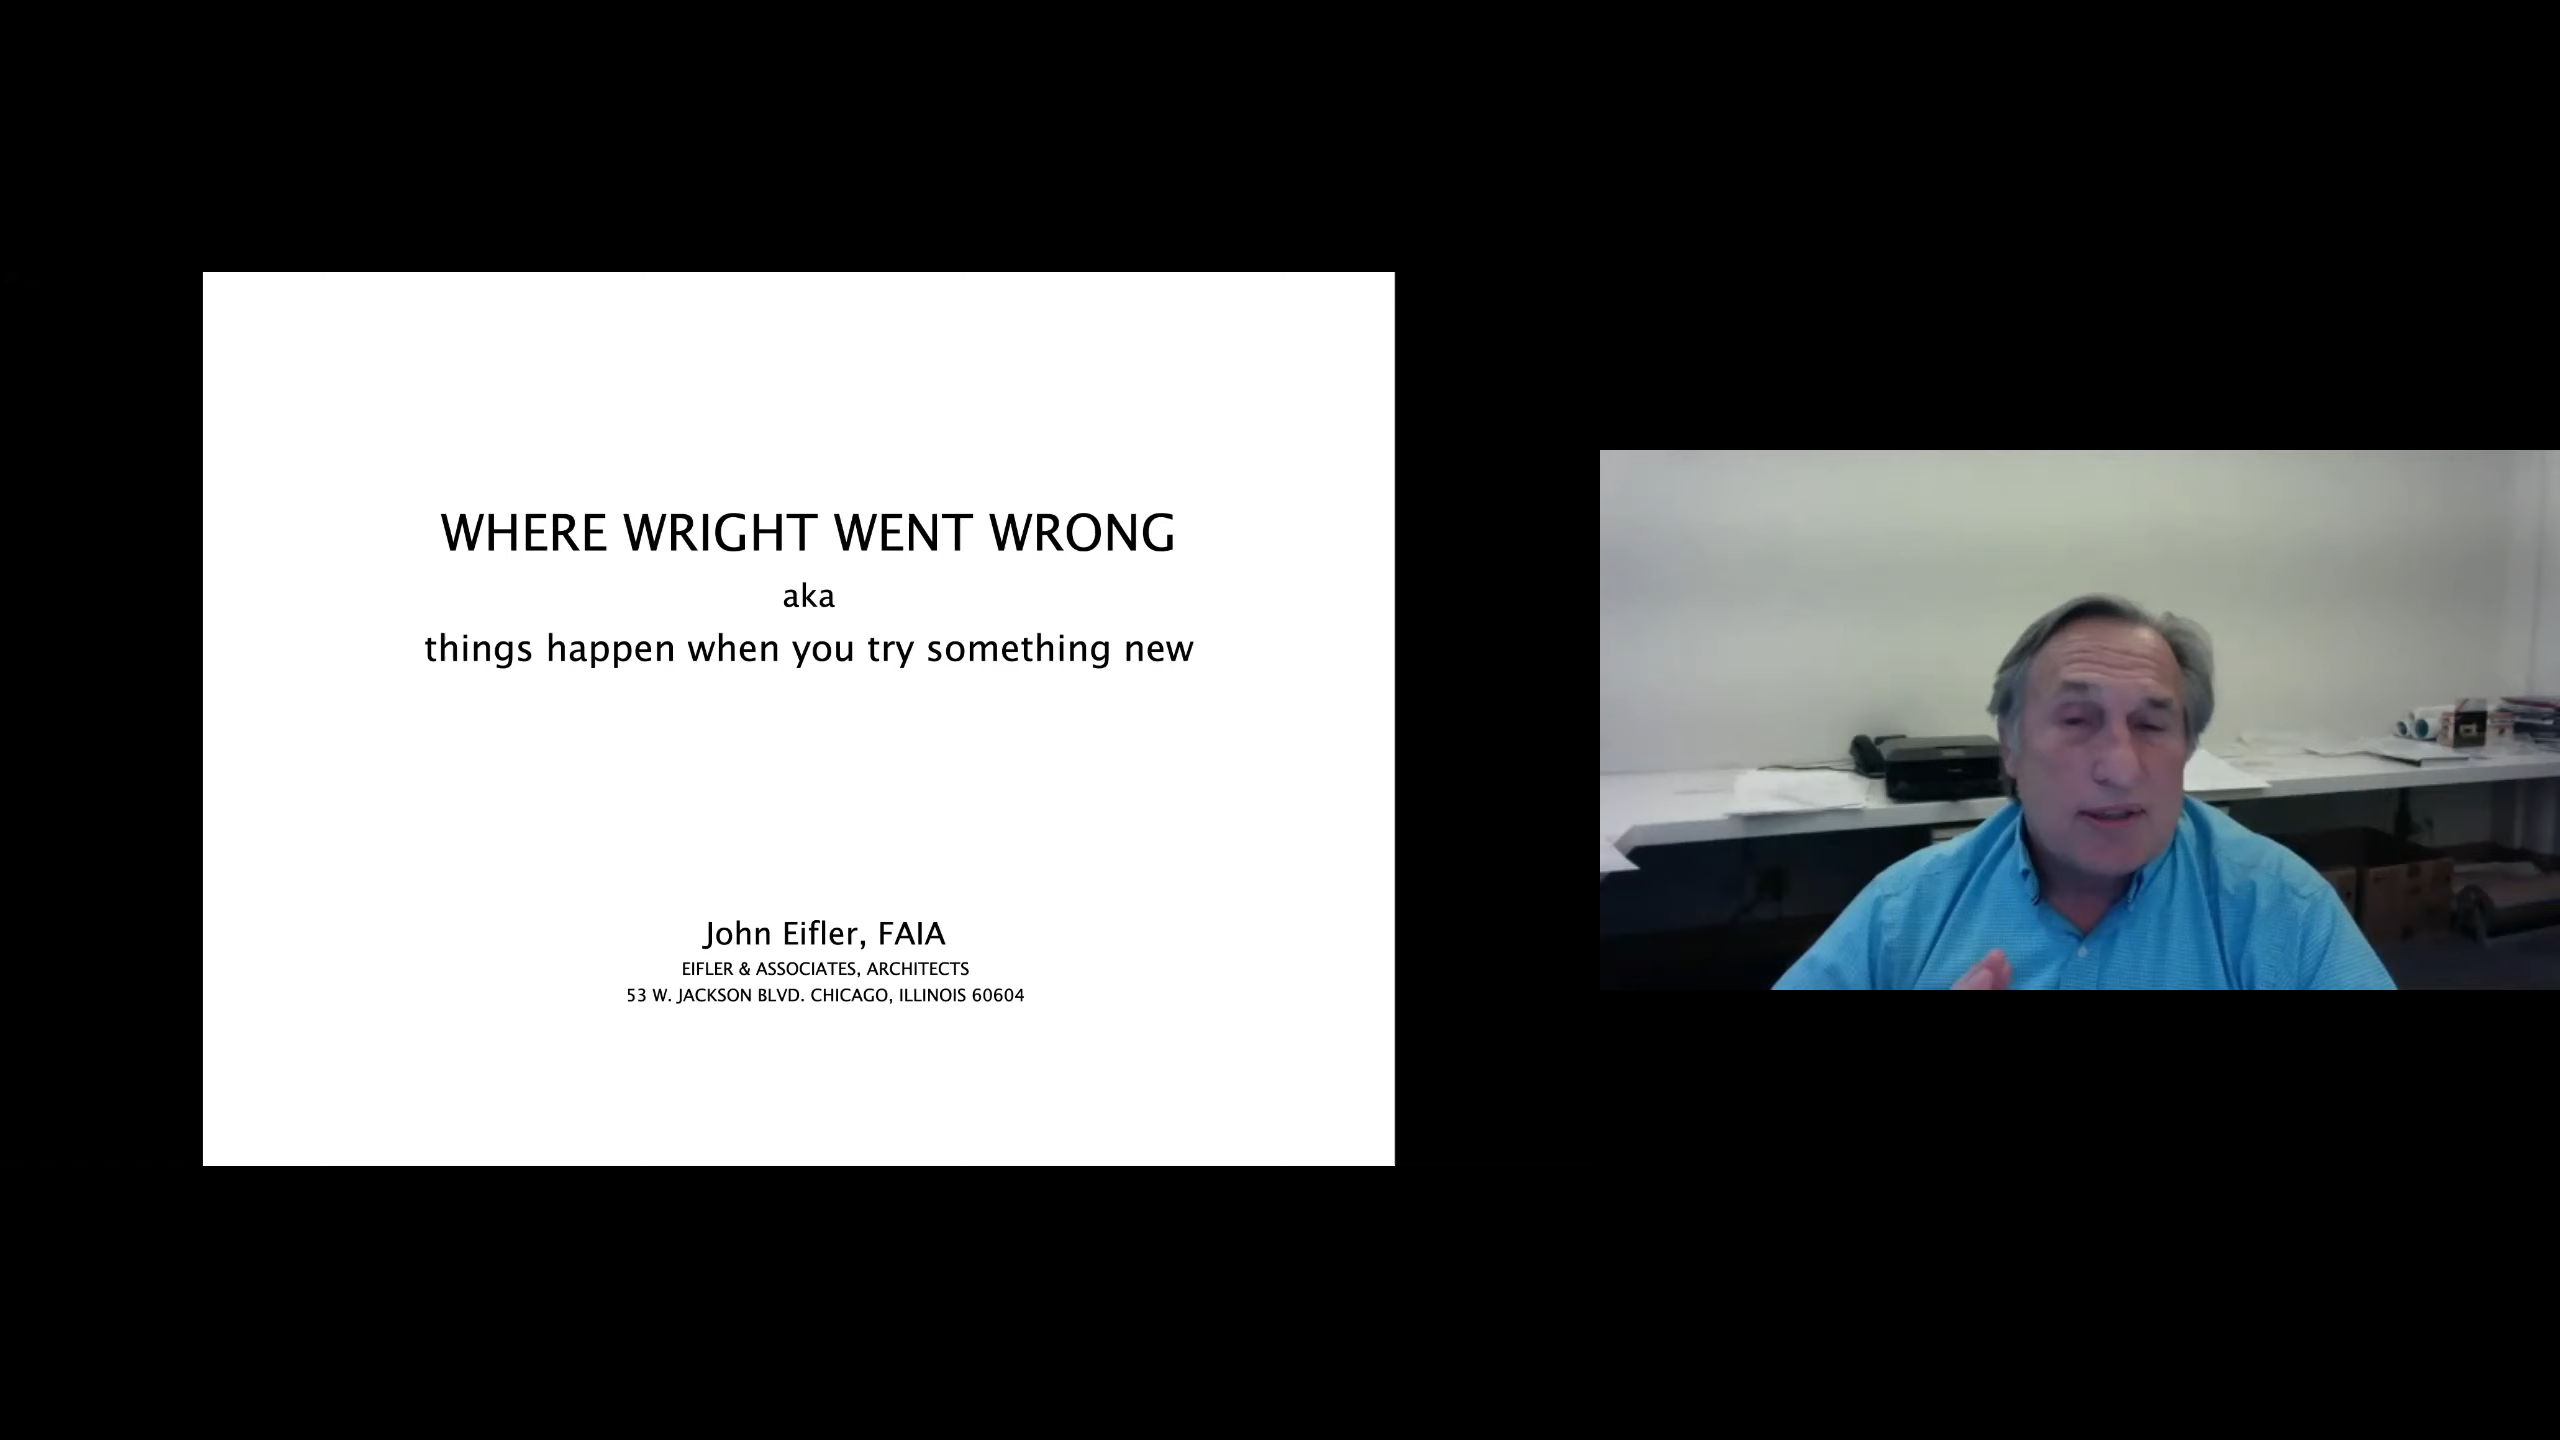 WHERE WRIGHT WENT WRONG
aka
things happen when you try something new
John Eifler, FAIA
EIFLER & ASSOCIATES, ARCHITECTS
53 W. JACKSON BLVD. CHICAGO, ILLINOIS 60604